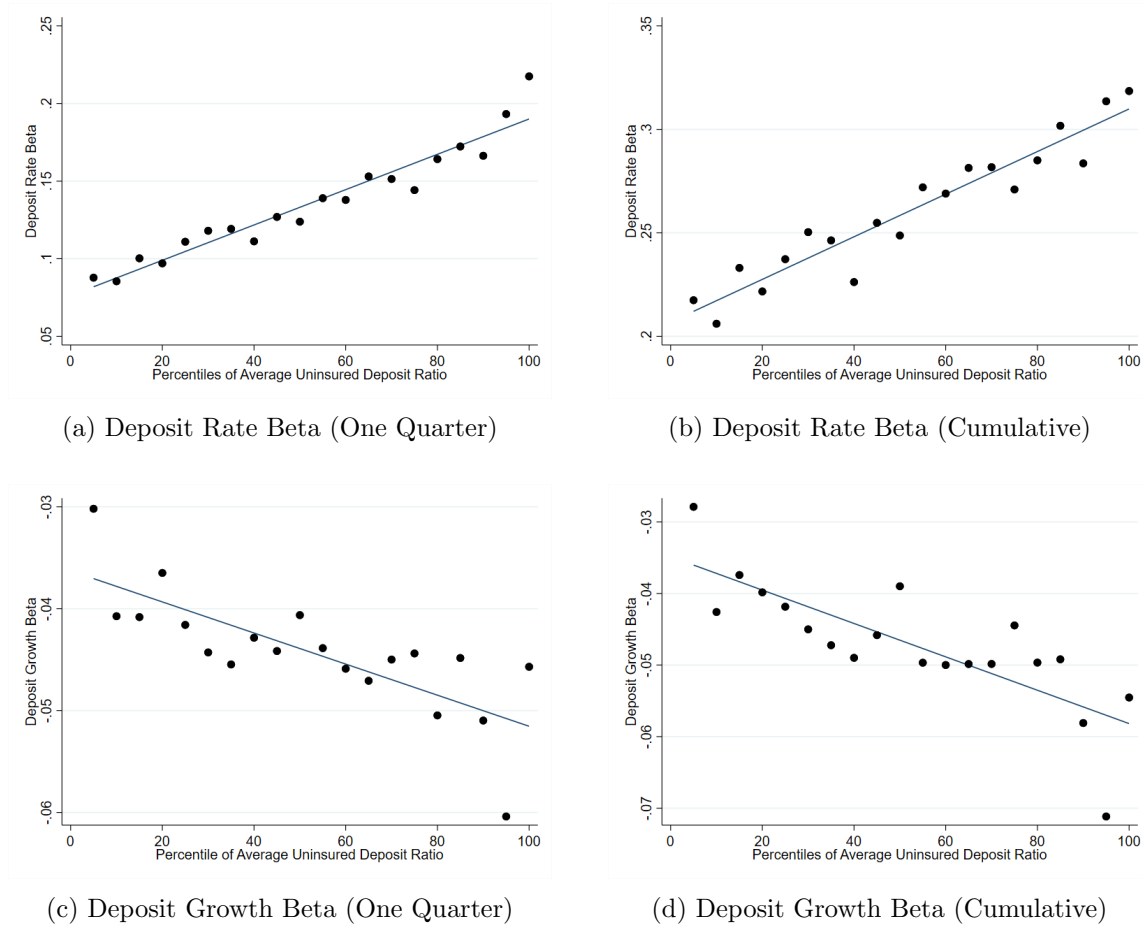 .25
.2
.15
.1
.05
Deposit Rate Beta
0 20 40 60 80 100
Percentiles of Average Uninsured Deposit Ratio
(a) Deposit Rate Beta (One Quarter)
.35
.3
.25
.2
Deposit Rate Beta
0 20 40 60 80 100
Percentiles of Average Uninsured Deposit Ratio
(b) Deposit Rate Beta (Cumulative)
-.03
-.04
-.05
-.06
Deposit Growth Beta
0 20 40 60 80 100
Percentile of Average Uninsured Deposit Ratio
(c) Deposit Growth Beta (One Quarter)
-.03
-.04
-.05
-.06
-.07
Deposit Growth Beta
0 20 40 60 80 100
Percentiles of Average Uninsured Deposit Ratio
(d) Deposit Growth Beta (Cumulative)